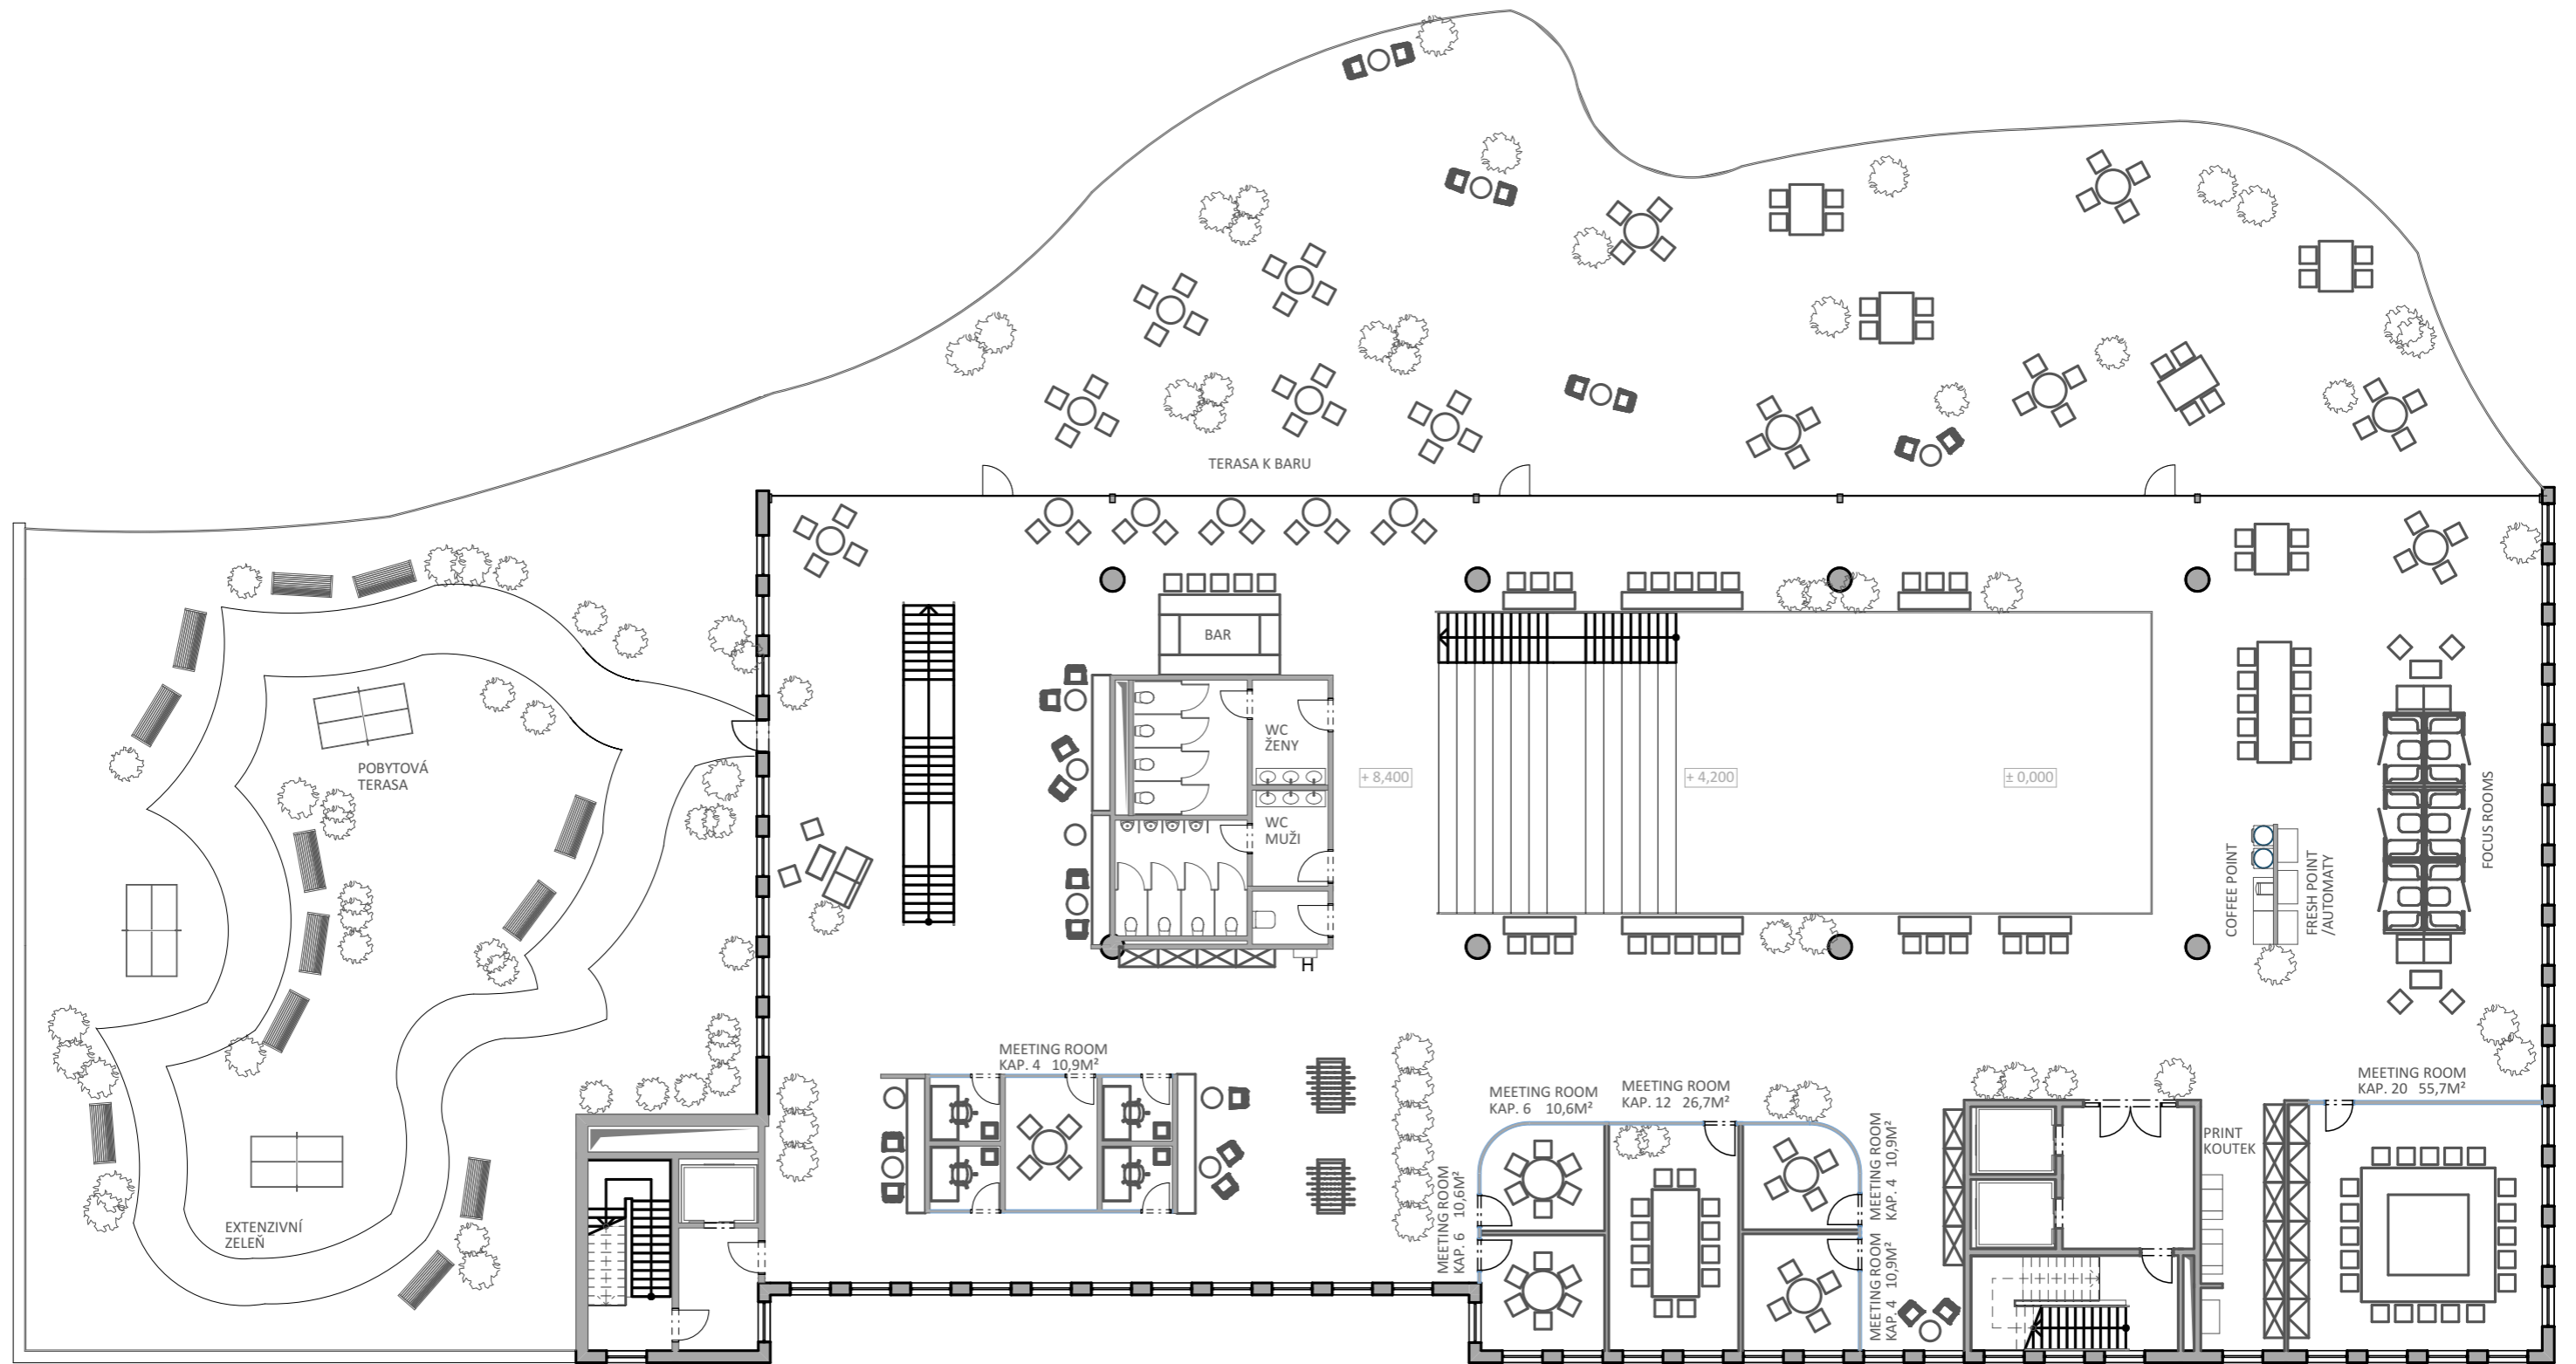 TERASA K BARU
BAR
WC
ŽENY
WC
MUŽI
+ 8,400
+ 4,200
± 0,000
POBYTOVÁ
TERASA
FOCUS ROOMS
COFFEE POINT
FRESH POINT
/AUTOMATY
H
MEETING ROOM
KAP. 4 10,9M²
MEETING ROOM
KAP. 6 10,6M²
MEETING ROOM
KAP. 12 26,7M²
MEETING ROOM
KAP. 20 55,7M²
MEETING ROOM
KAP. 6 10,6M²
MEETING ROOM
KAP. 4 10,9M²
MEETING ROOM
KAP. 4 10,9M²
PRINT
KOUTEK
EXTENZIVNÍ
ZELEŇ